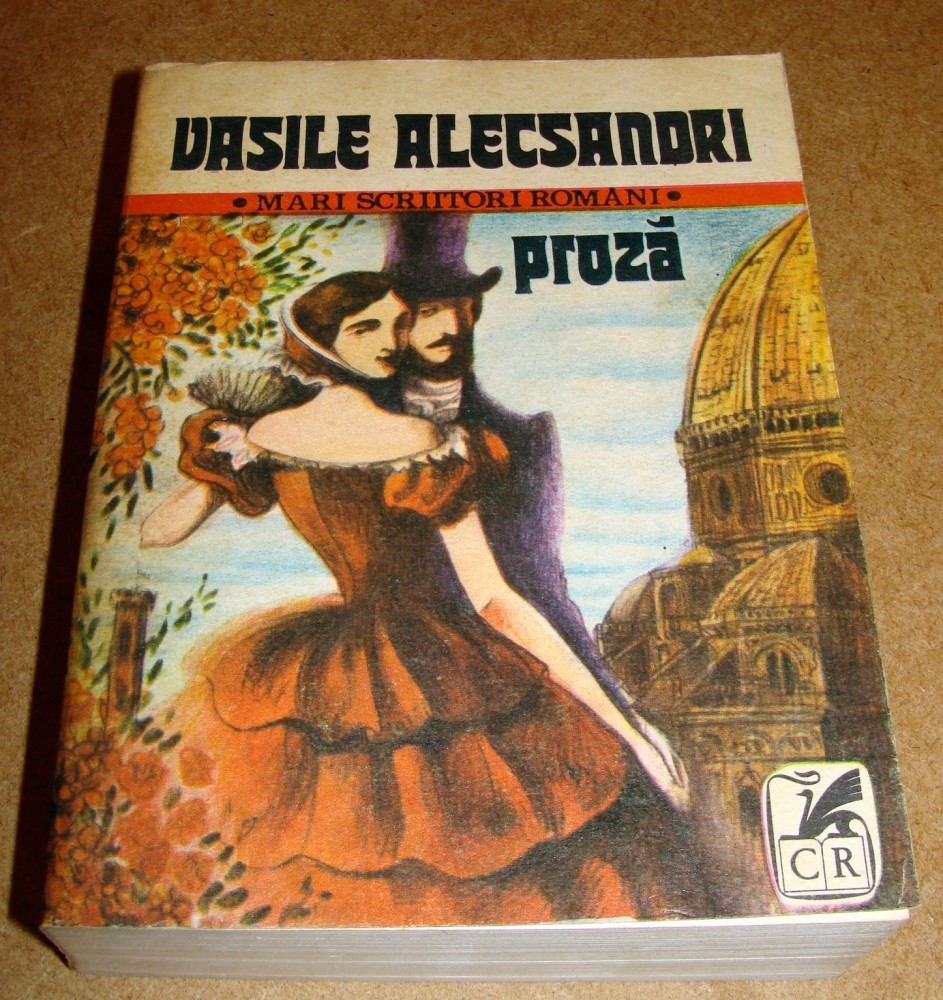 VASILE ALECSANDRI
• MARI SCRIITORI ROMÂNI •
proză
CR